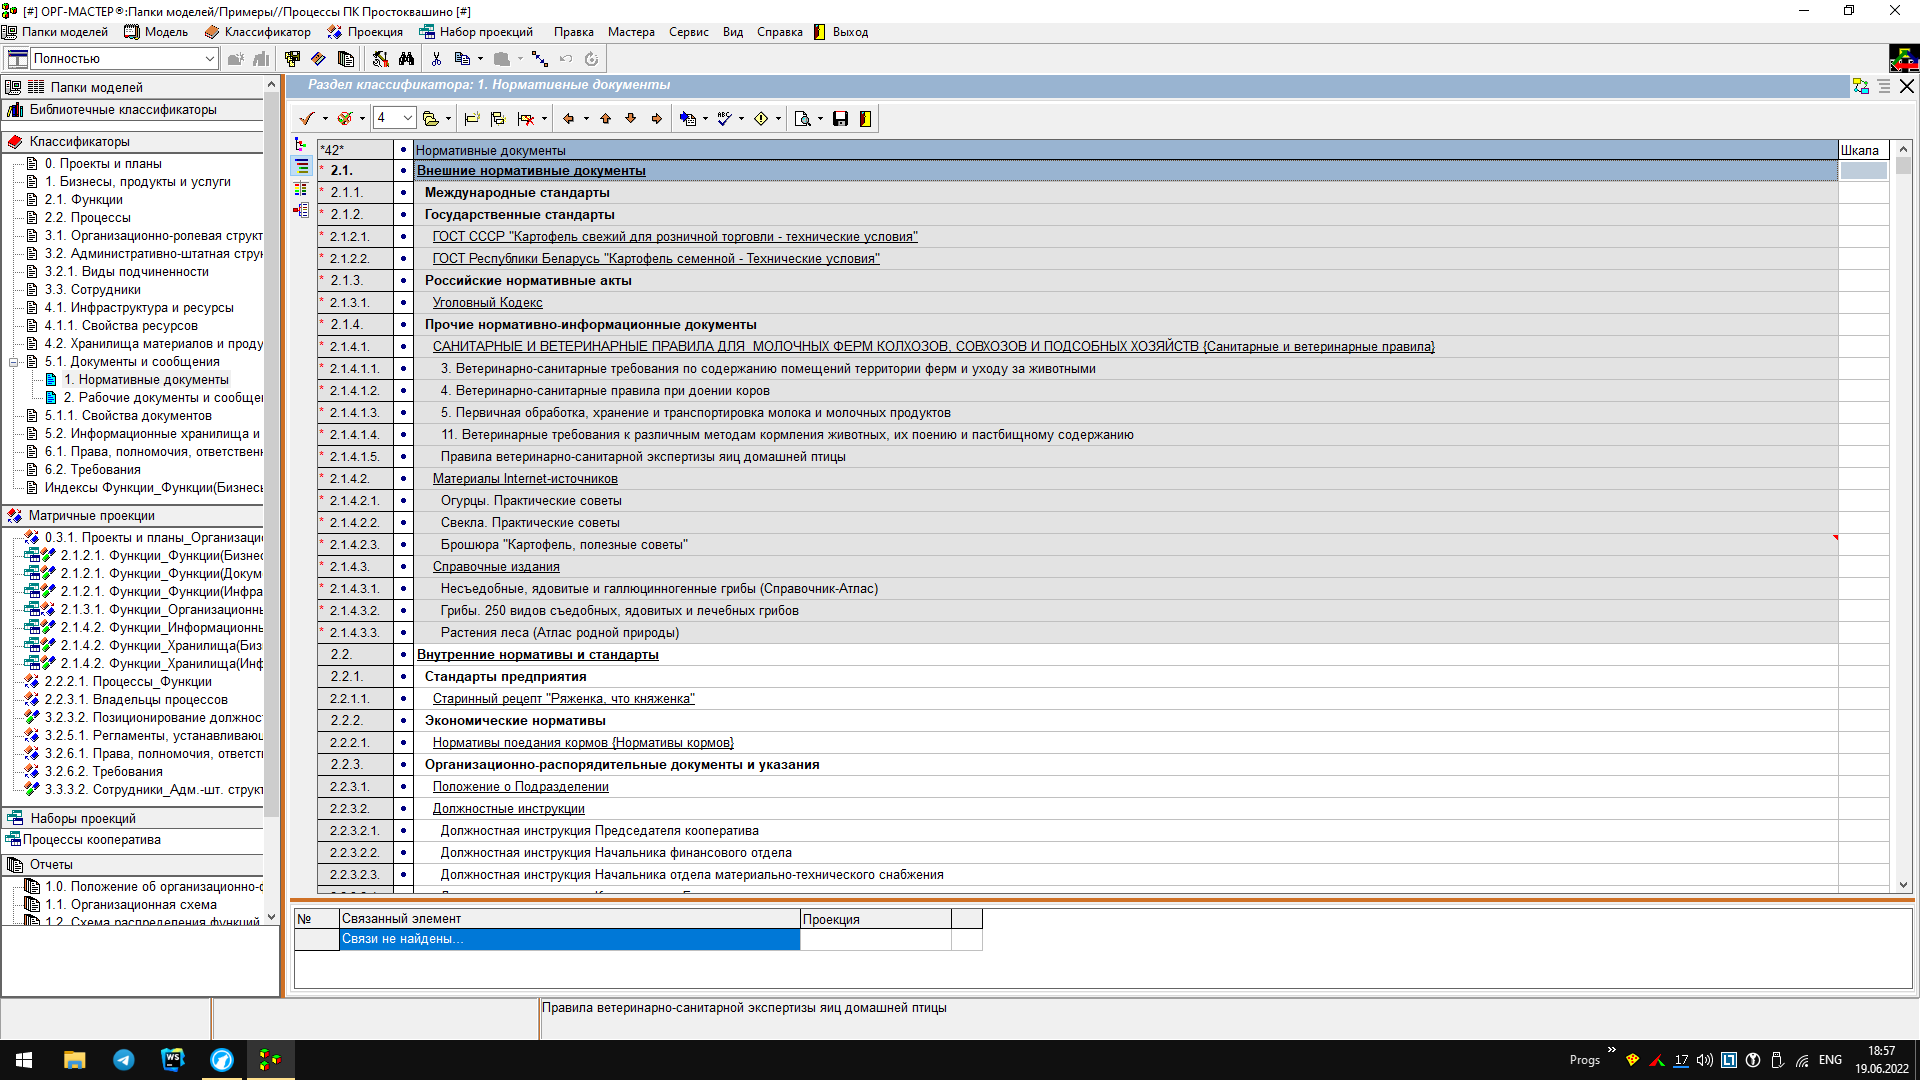 [#] ОРГ-МАСТЕР®:Папки моделей/Примеры//Процессы ПК Простоквашино [#]
Папки моделей Модель Классификатор Проекция Набор проекций Правка Мастера Сервис Вид Справка Выход
Полностью
Папки моделей
Библиотечные классификаторы
Классификаторы
0. Проекты и планы
1. Бизнесы, продукты и услуги
2.1. Функции
2.2. Процессы
3.1. Организационно-ролевая структ
3.2. Административно-штатная стру
3.2.1. Виды подчиненности
3.3. Сотрудники
4.1. Инфраструктура и ресурсы
4.1.1. Свойства ресурсов
4.2. Хранилища материалов и проду
5.1. Документы и сообщения
1. Нормативные документы
2. Рабочие документы и сообще
5.1.1. Свойства документов
5.2. Информационные хранилища и
6.1. Права, полномочия, ответствен
6.2. Требования
Индексы Функции_Функции(Бизнесы
Матричные проекции
0.3.1. Проекты и планы_Организаци
2.1.2.1. Функции_Функции(Бизнес
2.1.2.1. Функции_Функции(Докум
2.1.2.1. Функции_Функции(Инфра
2.1.3.1. Функции_Организационн
2.1.4.2. Функции_Информационн
2.1.4.2. Функции_Хранилища(Биз
2.1.4.2. Функции_Хранилища(Инф
2.2.2.1. Процессы_Функции
2.2.3.1. Владельцы процессов
3.2.3.2. Позиционирование должнос
3.2.5.1. Регламенты, устанавливающ
3.2.6.1. Права, полномочия, ответст
3.2.6.2. Требования
3.3.3.2. Сотрудники_Адм.-шт. структ
Наборы проекций
Процессы кооператива
Отчеты
1.0. Положение об организационно-с
1.1. Организационная схема
1.2. Схема распределения функций
Раздел классификатора: 1. Нормативные документы
4
*42* Нормативные документы Шкала
* 2.1. Внешние нормативные документы
* 2.1.1. Международные стандарты
* 2.1.2. Государственные стандарты
* 2.1.2.1. ГОСТ СССР "Картофель свежий для розничной торговли - технические условия"
* 2.1.2.2. ГОСТ Республики Беларусь "Картофель семенной - Технические условия"
* 2.1.3. Российские нормативные акты
* 2.1.3.1. Уголовный Кодекс
* 2.1.4. Прочие нормативно-информационные документы
* 2.1.4.1. САНИТАРНЫЕ И ВЕТЕРИНАРНЫЕ ПРАВИЛА ДЛЯ МОЛОЧНЫХ ФЕРМ КОЛХОЗОВ, СОВХОЗОВ И ПОДСОБНЫХ ХОЗЯЙСТВ {Санитарные и ветеринарные правила}
* 2.1.4.1.1. 3. Ветеринарно-санитарные требования по содержанию помещений территории ферм и уходу за животными
* 2.1.4.1.2. 4. Ветеринарно-санитарные правила при доении коров
* 2.1.4.1.3. 5. Первичная обработка, хранение и транспортировка молока и молочных продуктов
* 2.1.4.1.4. 11. Ветеринарные требования к различным методам кормления животных, их поению и пастбищному содержанию
* 2.1.4.1.5. Правила ветеринарно-санитарной экспертизы яиц домашней птицы
* 2.1.4.2. Материалы Internet-источников
* 2.1.4.2.1. Огурцы. Практические советы
* 2.1.4.2.2. Свекла. Практические советы
* 2.1.4.2.3. Брошюра "Картофель, полезные советы"
* 2.1.4.3. Справочные издания
* 2.1.4.3.1. Несъедобные, ядовитые и галлюцинногенные грибы (Справочник-Атлас)
* 2.1.4.3.2. Грибы. 250 видов съедобных, ядовитых и лечебных грибов
* 2.1.4.3.3. Растения леса (Атлас родной природы)
2.2. Внутренние нормативы и стандарты
2.2.1. Стандарты предприятия
2.2.1.1. Старинный рецепт "Ряженка, что княженка"
2.2.2. Экономические нормативы
2.2.2.1. Нормативы поедания кормов {Нормативы кормов}
2.2.3. Организационно-распорядительные документы и указания
2.2.3.1. Положение о Подразделении
2.2.3.2. Должностные инструкции
2.2.3.2.1. Должностная инструкция Председателя кооператива
2.2.3.2.2. Должностная инструкция Начальника финансового отдела
2.2.3.2.3. Должностная инструкция Начальника отдела материально-технического снабжения
№ Связанный элемент Проекция
Связи не найдены...
Правила ветеринарно-санитарной экспертизы яиц домашней птицы
Progs » 17 ENG 18:57
19.06.2022